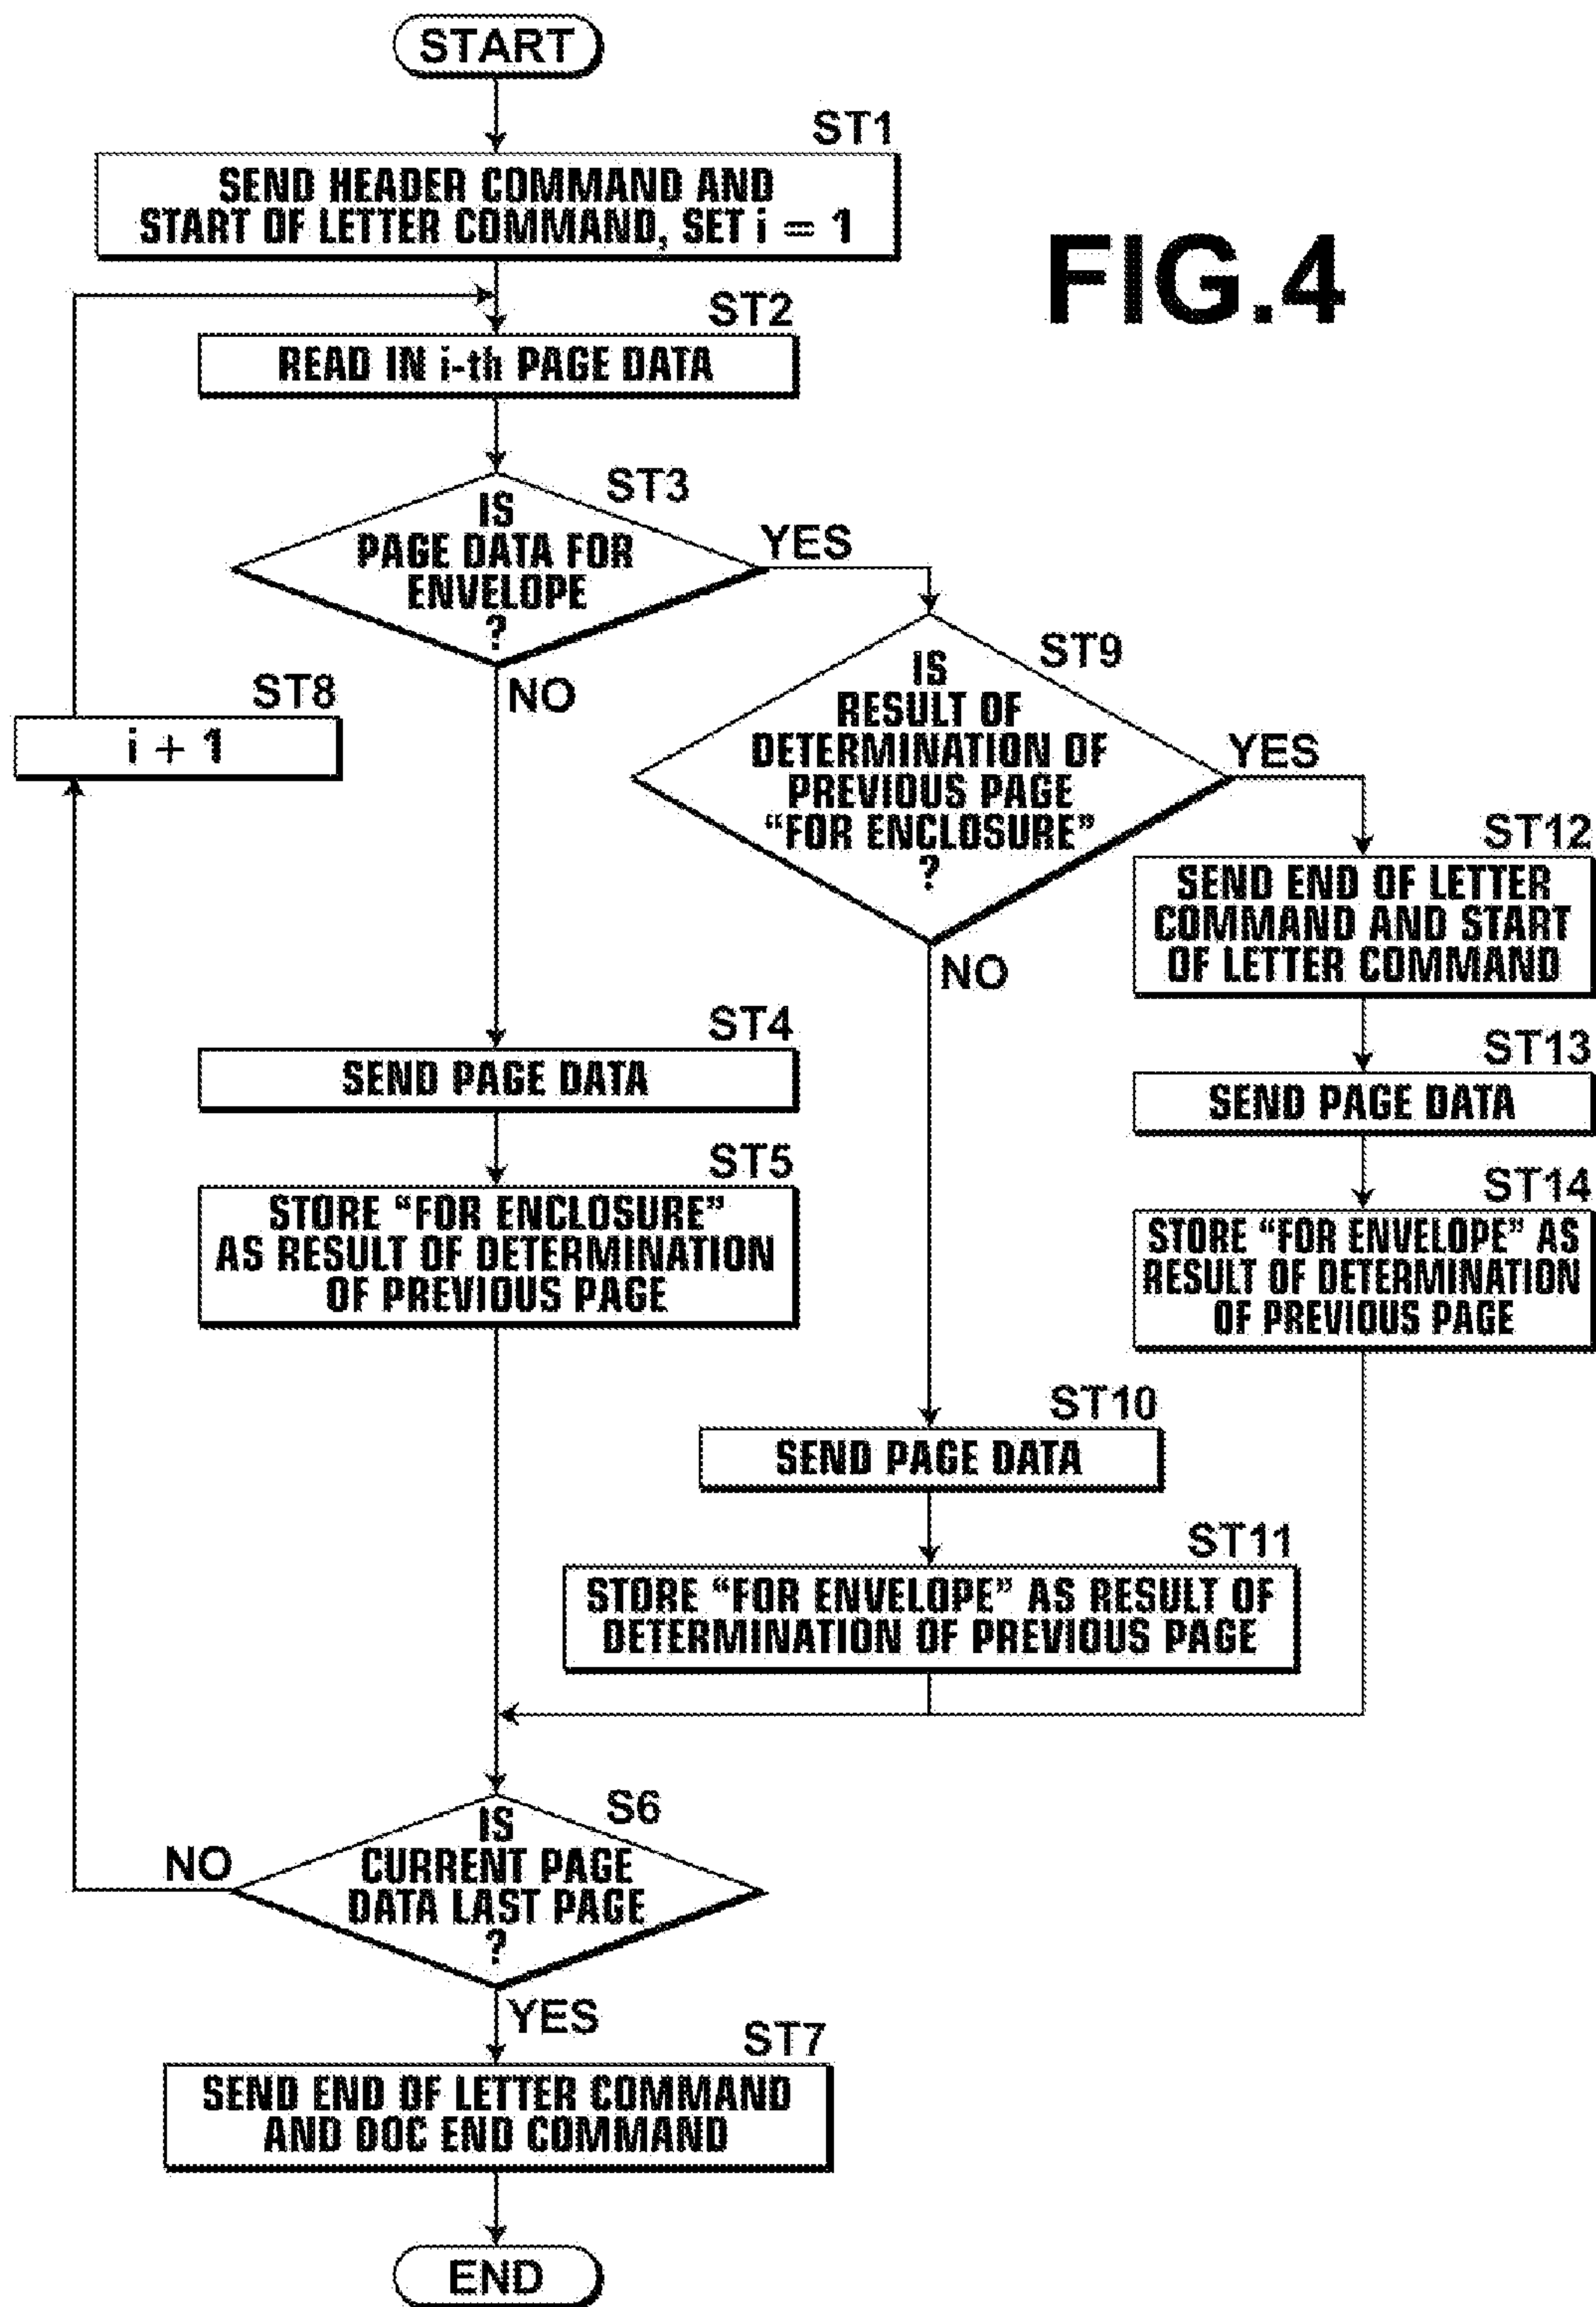 START
ST1
SEND HEADER COMMAND AND
START OF LETTER COMMAND, SET i = 1
FIG.4
ST2
READ IN i-th PAGE DATA
ST3
IS
PAGE DATA FOR
ENVELOPE
?
YES
NO
ST8
i + 1
ST9
IS
RESULT OF
DETERMINATION OF
PREVIOUS PAGE
“FOR ENCLOSURE”
?
YES
NO
ST12
SEND END OF LETTER
COMMAND AND START
OF LETTER COMMAND
ST4
SEND PAGE DATA
ST13
SEND PAGE DATA
ST5
STORE “FOR ENCLOSURE”
AS RESULT OF DETERMINATION
OF PREVIOUS PAGE
ST14
STORE “FOR ENVELOPE” AS
RESULT OF DETERMINATION
OF PREVIOUS PAGE
ST10
SEND PAGE DATA
ST11
STORE “FOR ENVELOPE” AS RESULT OF
DETERMINATION OF PREVIOUS PAGE
S6
IS
CURRENT PAGE
DATA LAST PAGE
?
NO
YES
ST7
SEND END OF LETTER COMMAND
AND DOC END COMMAND
END